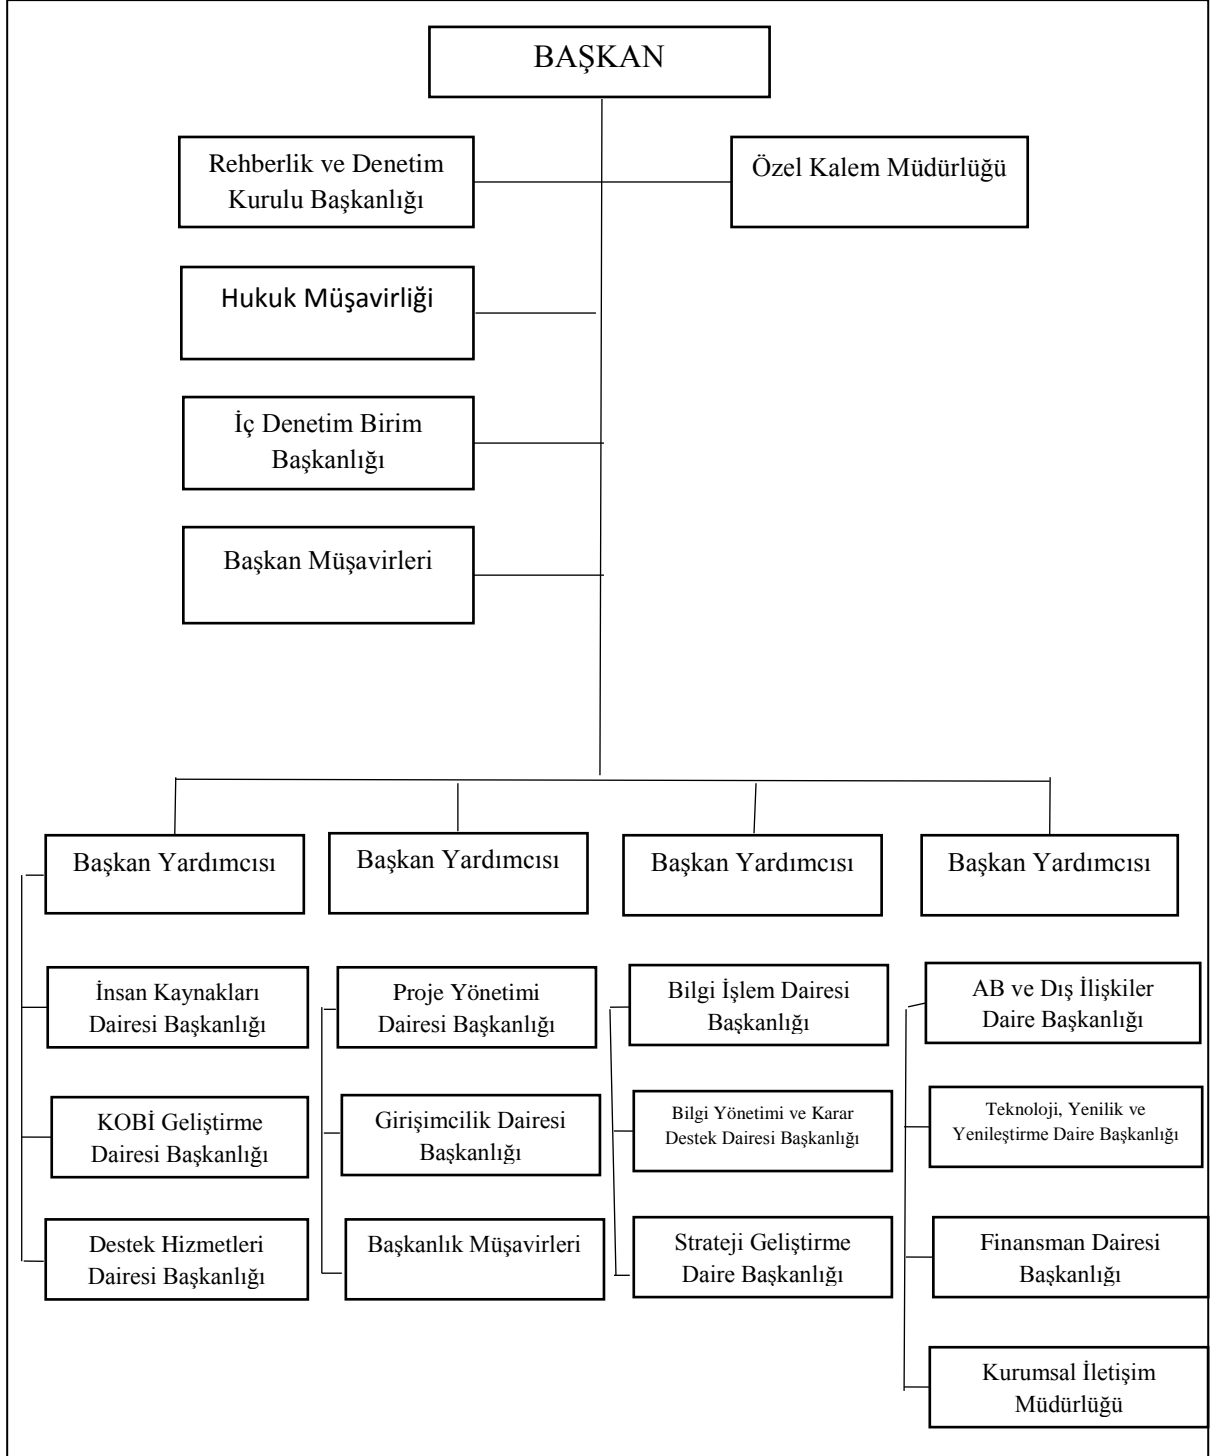 BAŞKAN
Rehberlik ve Denetim
Kurulu Başkanlığı
Özel Kalem Müdürlüğü
Hukuk Müşavirliği
İç Denetim Birim
Başkanlığı
Başkan Müşavirleri
Başkan Yardımcısı
Başkan Yardımcısı
Başkan Yardımcısı
Başkan Yardımcısı
İnsan Kaynakları
Dairesi Başkanlığı
Proje Yönetimi
Dairesi Başkanlığı
Bilgi İşlem Dairesi
Başkanlığı
AB ve Dış İlişkiler
Daire Başkanlığı
KOBİ Geliştirme
Dairesi Başkanlığı
Girişimcilik Dairesi
Başkanlığı
Bilgi Yönetimi ve Karar
Destek Dairesi Başkanlığı
Teknoloji, Yenilik ve
Yenileştirme Daire Başkanlığı
Destek Hizmetleri
Dairesi Başkanlığı
Başkanlık Müşavirleri
Strateji Geliştirme
Daire Başkanlığı
Finansman Dairesi
Başkanlığı
Kurumsal İletişim
Müdürlüğü